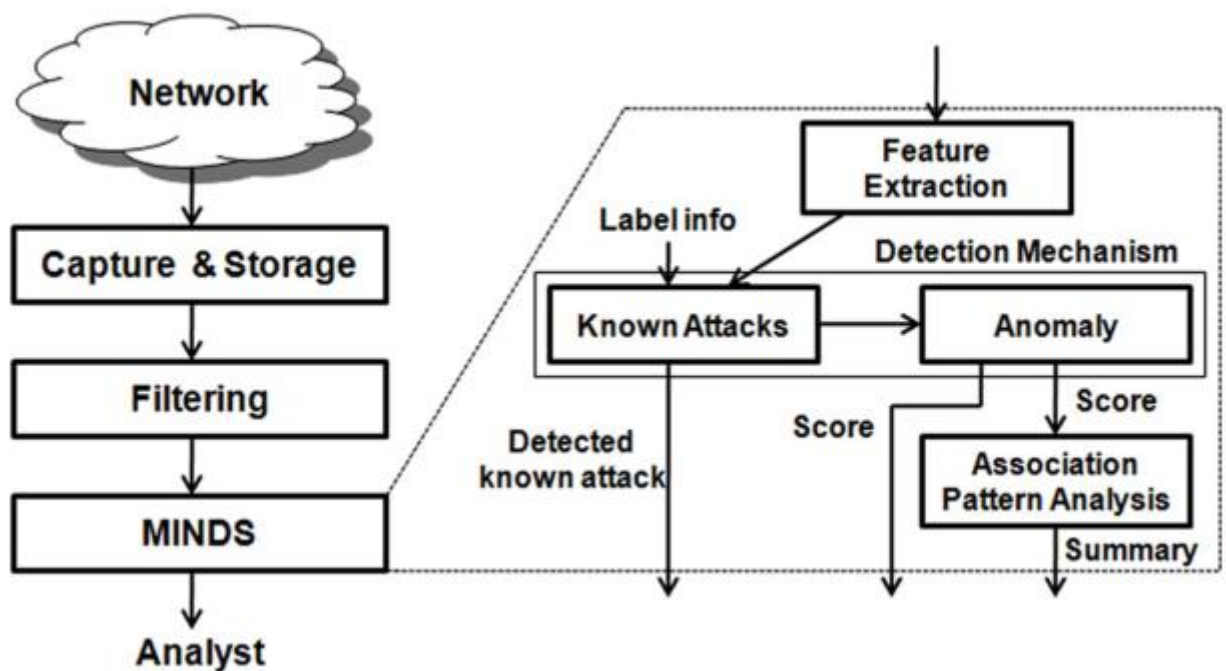 Network
Capture & Storage
Filtering
MINDS
Analyst
Feature
Extraction
Label info
Detection Mechanism
Known Attacks
Anomaly
Detected
known attack
Score
Score
Association
Pattern Analysis
Summary